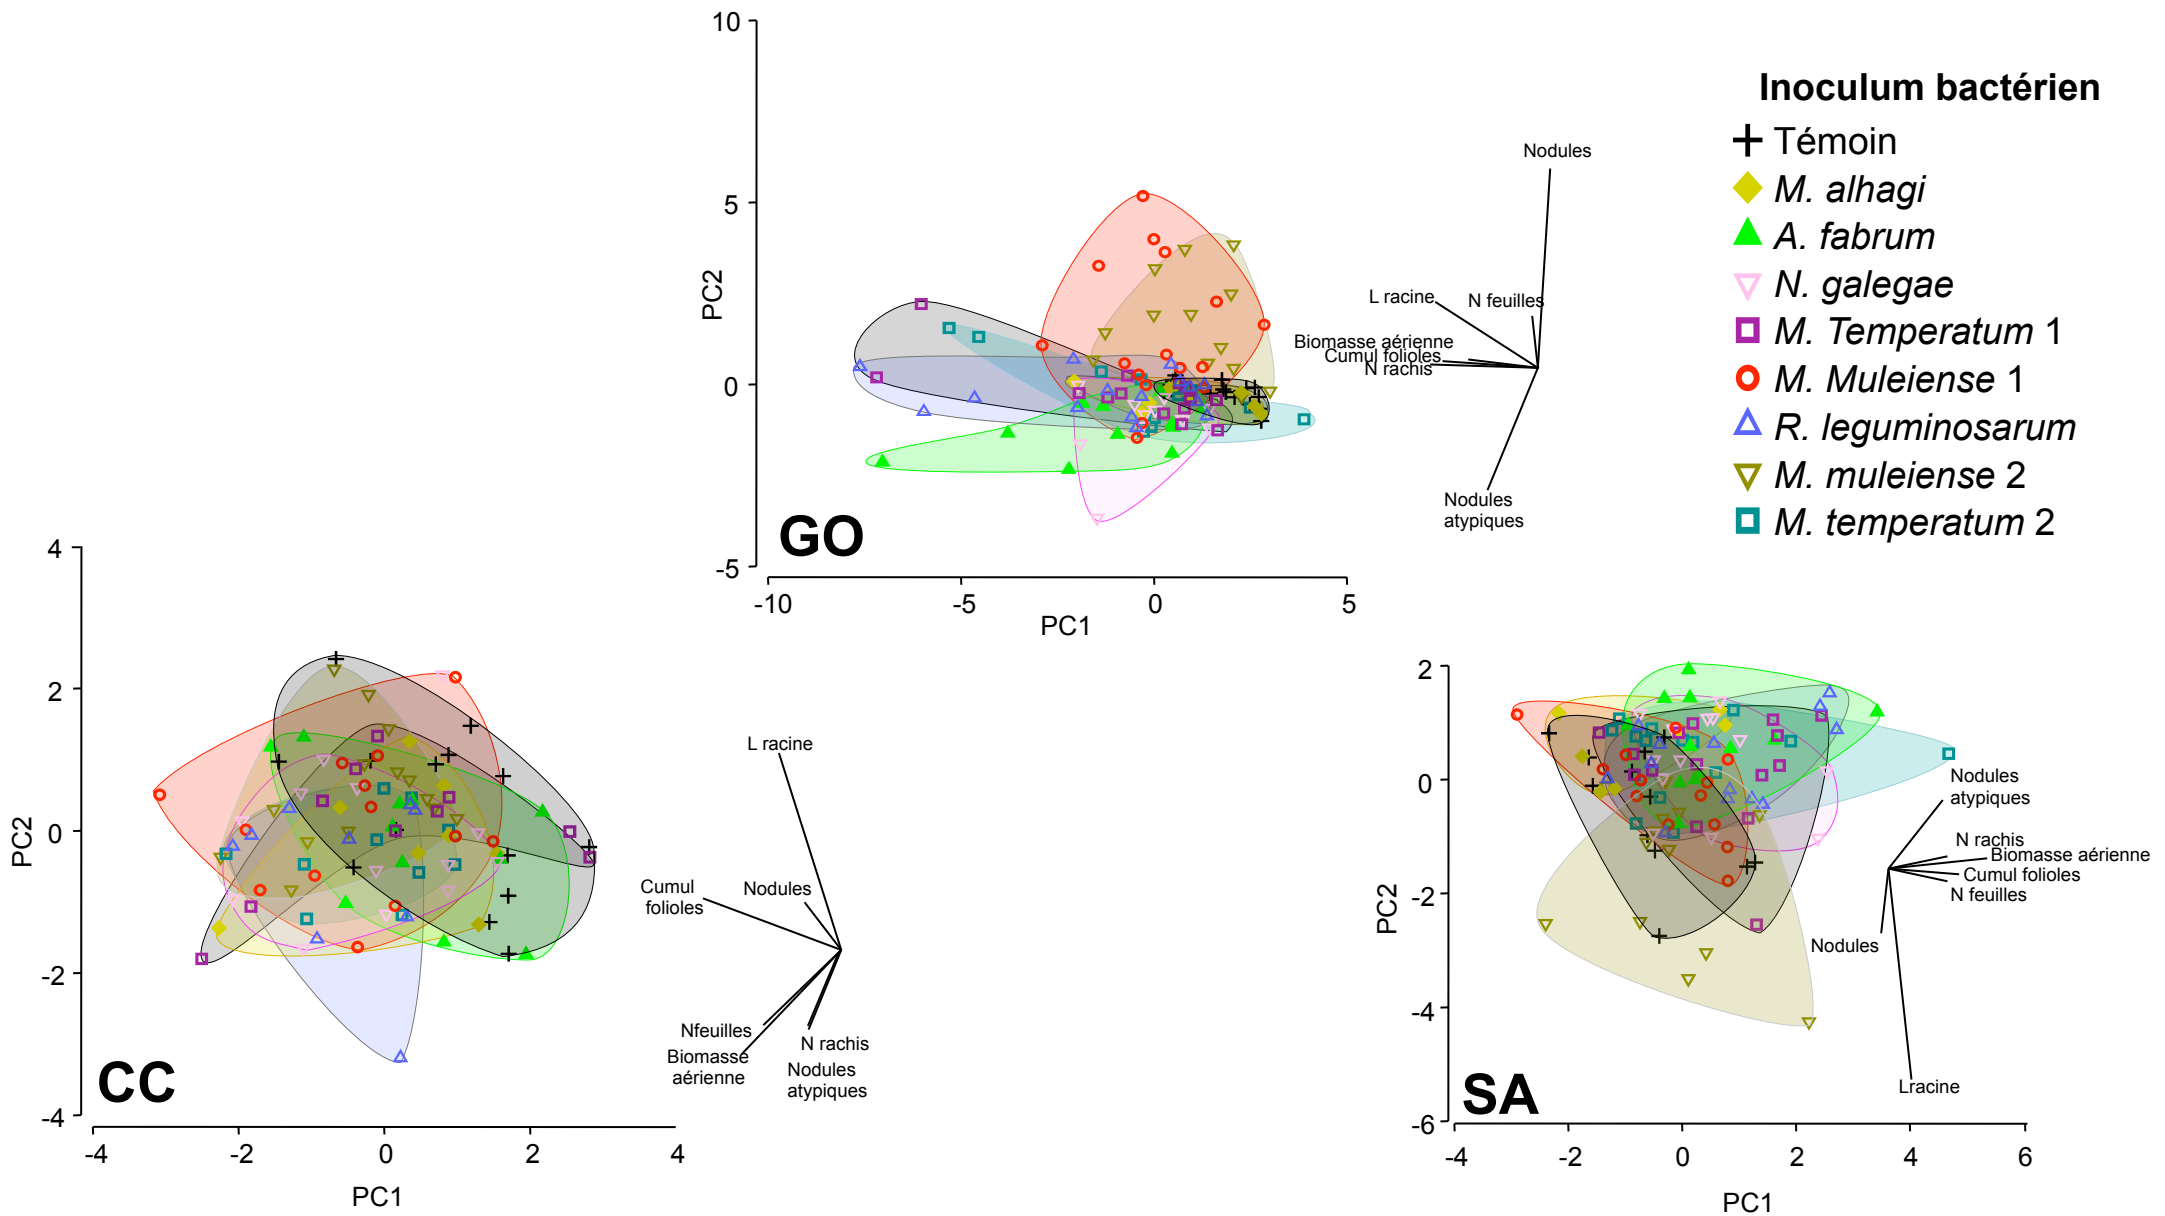 10
5
0
-5
PC2
-10
-5
0
5
PC1
GO
Nodules
L racine
N feuilles
Biomasse aérienne
Cumul folioles
N rachis
Nodules
atypiques
Inoculum bactérien
Témoin
M. alhagi
A. fabrum
N. galegae
M. Temperatum 1
M. Muleiense 1
R. leguminosarum
M. muleiense 2
M. temperatum 2
4
2
0
-2
-4
PC2
-4
-2
0
2
4
PC1
CC
L racine
Cumul
folioles
Nodules
Nfeuilles
Biomasse
aérienne
N rachis
Nodules
atypiques
2
0
-2
-4
-6
PC2
-4
-2
0
2
4
6
PC1
SA
Nodules
atypiques
N rachis
Biomasse aérienne
Cumul folioles
N feuilles
Nodules
Lracine